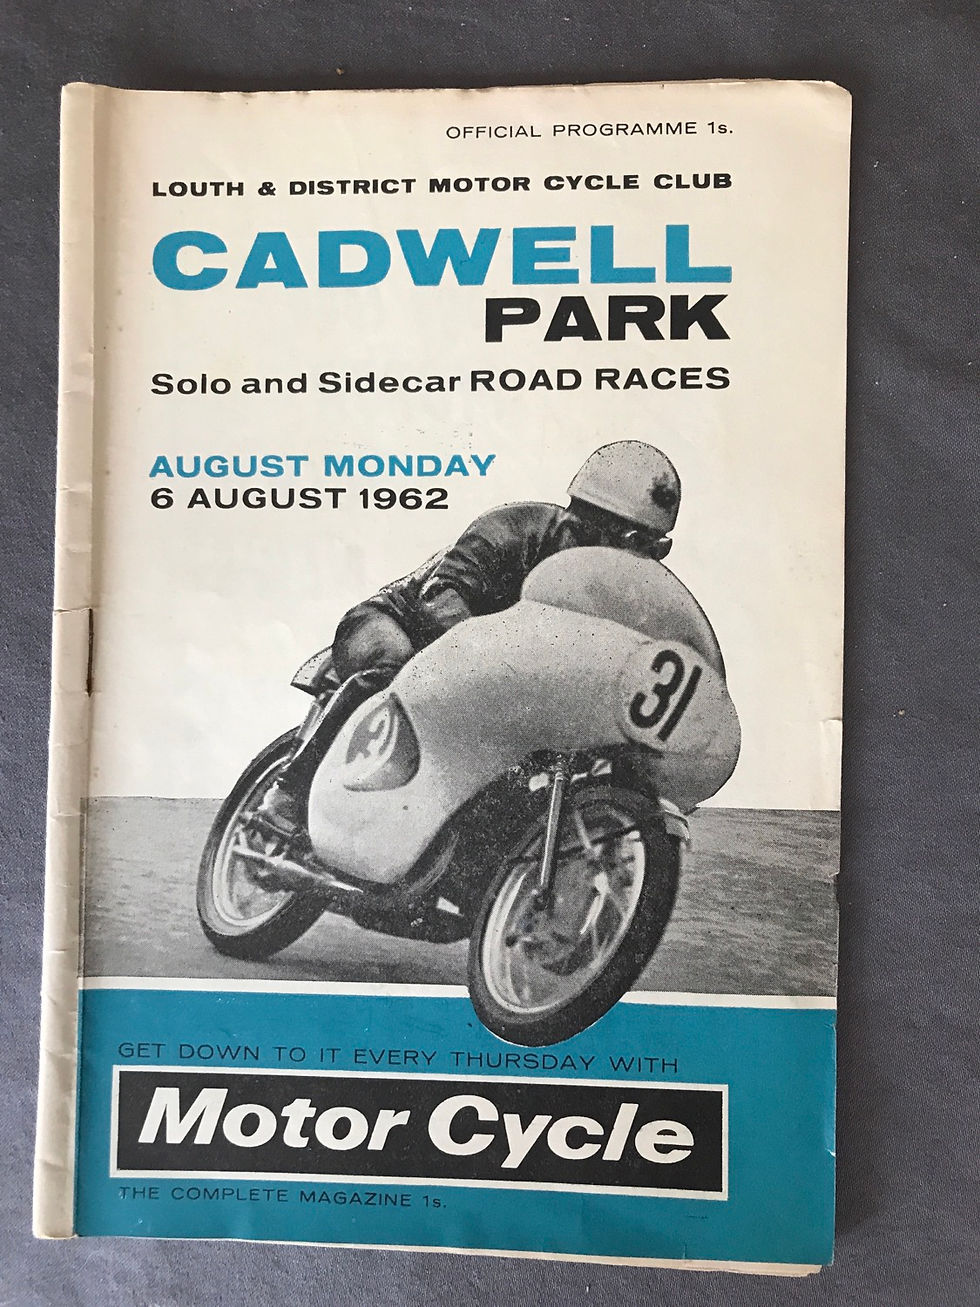 OFFICIAL PROGRAMME 1s.
LOUTH & DISTRICT MOTOR CYCLE CLUB
CADWELL
PARK
Solo and Sidecar ROAD RACES
AUGUST MONDAY
6 AUGUST 1962
31
GET DOWN TO IT EVERY THURSDAY WITH
Motor Cycle
THE COMPLETE MAGAZINE 1s.